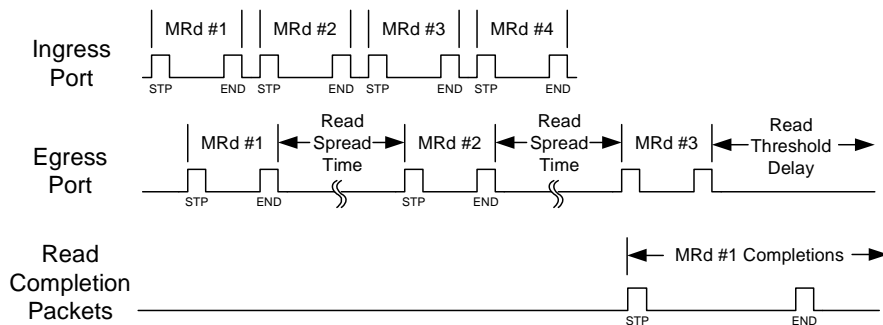 MRd #1 MRd #2 MRd #3 MRd #4
Ingress
Port
STP END STP END STP END STP END
Read
Spread
Time
Read
Spread
Time
Read
Threshold
Delay
MRd #1 MRd #2 MRd #3
Egress
Port
STP END STP END
Read
Completion
Packets
MRd #1 Completions
STP END